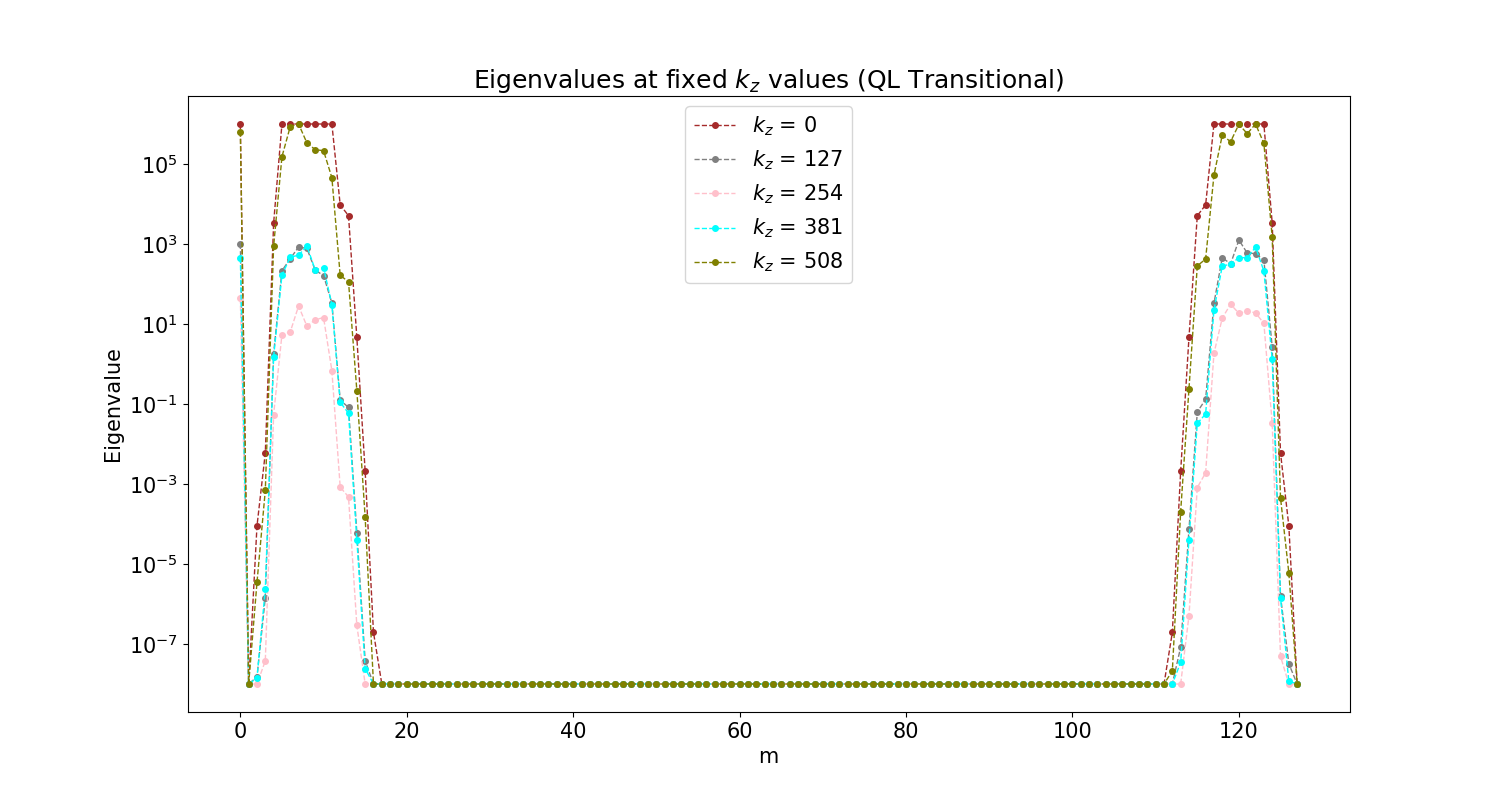 Eigenvalues at fixed $k_z$ values (QL Transitional)
$k_z$ = 0
$k_z$ = 127
$k_z$ = 254
$k_z$ = 381
$k_z$ = 508
Eigenvalue
$10^5$
$10^3$
$10^1$
$10^{-1}$
$10^{-3}$
$10^{-5}$
$10^{-7}$
0 20 40 60 80 100 120
m